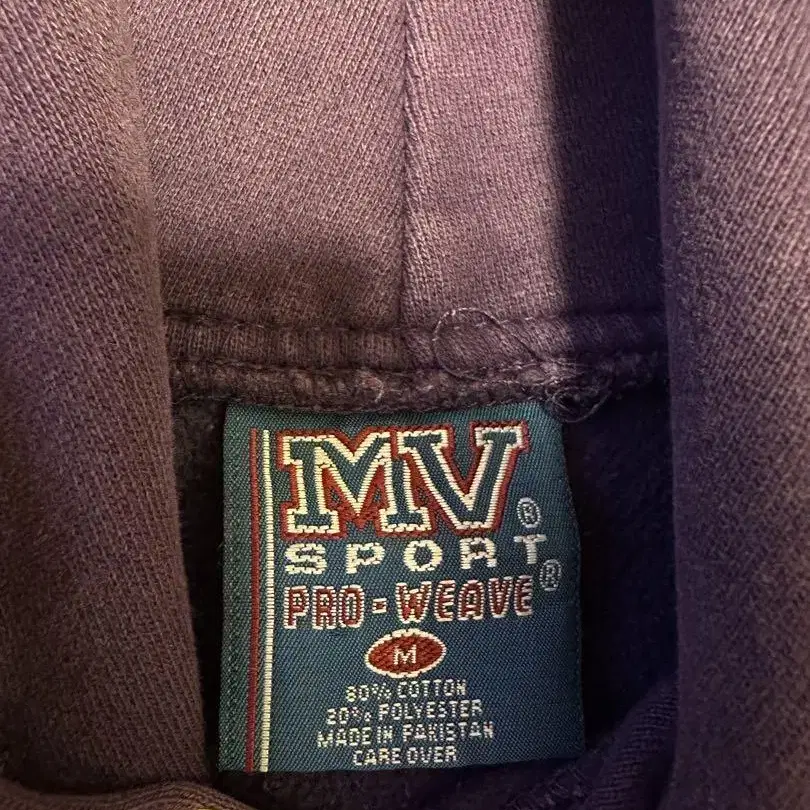 MV®
SPORT®
PRO-WEAVE
M
80% COTTON
20% POLYESTER
MADE IN PAKISTAN
CARE OVER